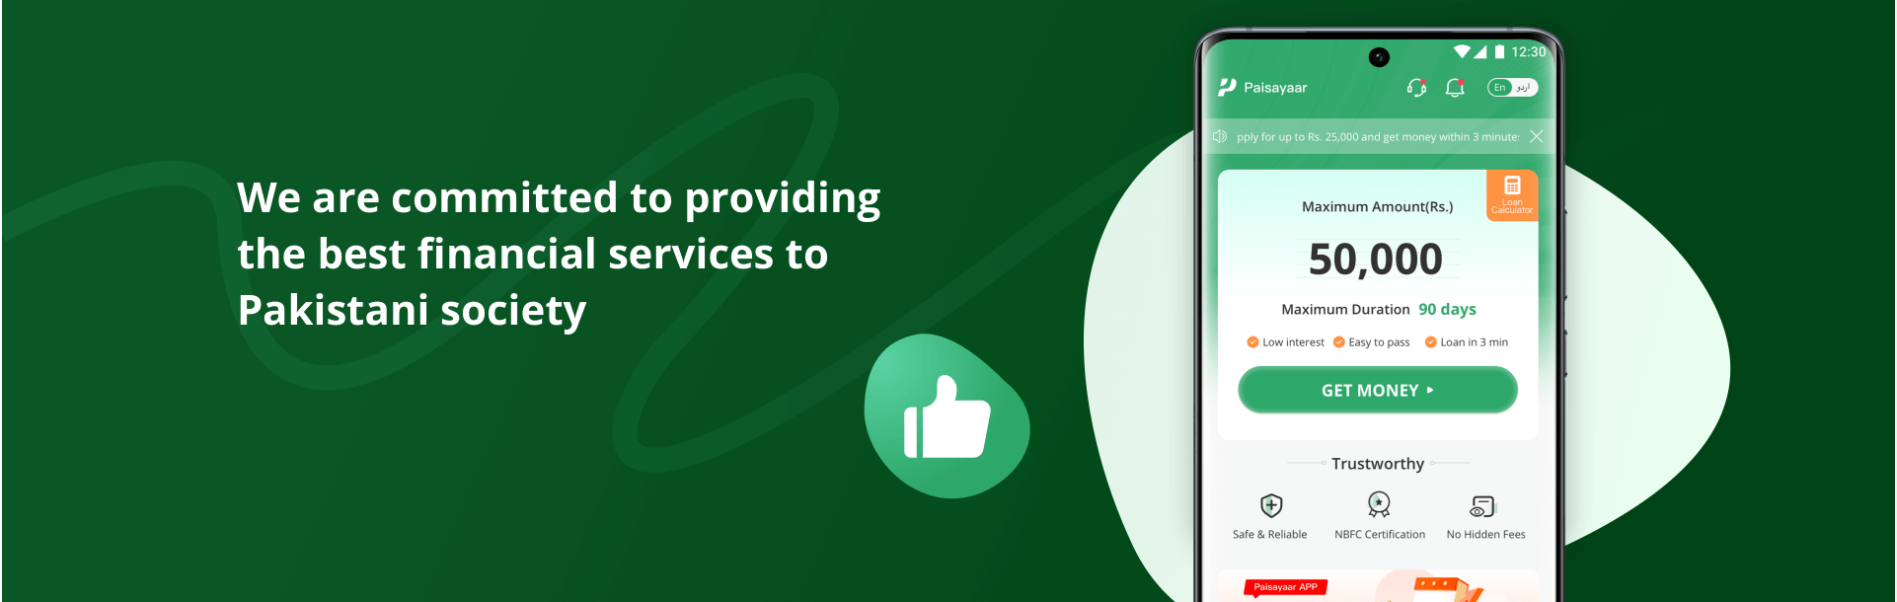 We are committed to providing
the best financial services to
Pakistani society
12:30
Paisayaar
En اردو
pply for up to Rs. 25,000 and get money within 3 minute
Loan
Calculator
Maximum Amount(Rs.)
50,000
Maximum Duration 90 days
Low interest Easy to pass Loan in 3 min
GET MONEY
Trustworthy
Safe & Reliable NBFC Certification No Hidden Fees
Paisayaar APP